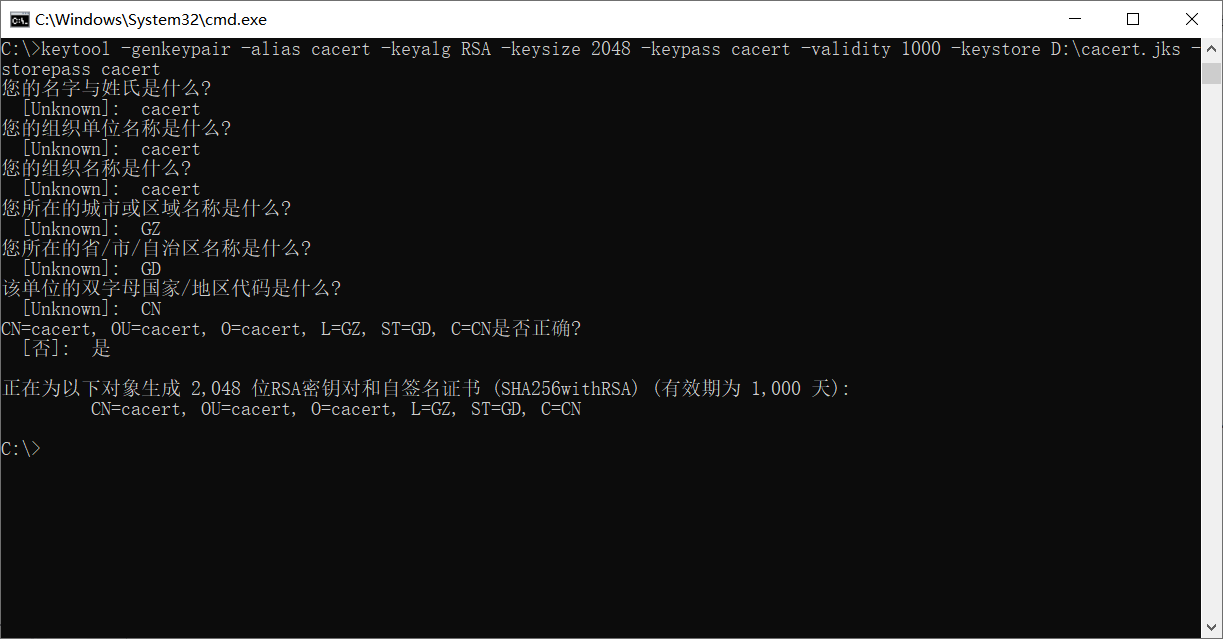 C:\Windows\System32\cmd.exe
C:\>keytool -genkeypair -alias cacert -keyalg RSA -keysize 2048 -keypass cacert -validity 1000 -keystore D:\cacert.jks -
storepass cacert
您的名字与姓氏是什么?
  [Unknown]:  cacert
您的组织单位名称是什么?
  [Unknown]:  cacert
您的组织名称是什么?
  [Unknown]:  cacert
您所在的城市或区域名称是什么?
  [Unknown]:  GZ
您所在的省/市/自治区名称是什么?
  [Unknown]:  GD
该单位的双字母国家/地区代码是什么?
  [Unknown]:  CN
CN=cacert, OU=cacert, O=cacert, L=GZ, ST=GD, C=CN是否正确?
  [否]:  是
正在为以下对象生成 2,048 位RSA密钥对和自签名证书 (SHA256withRSA) (有效期为 1,000 天):
         CN=cacert, OU=cacert, O=cacert, L=GZ, ST=GD, C=CN
C:\>